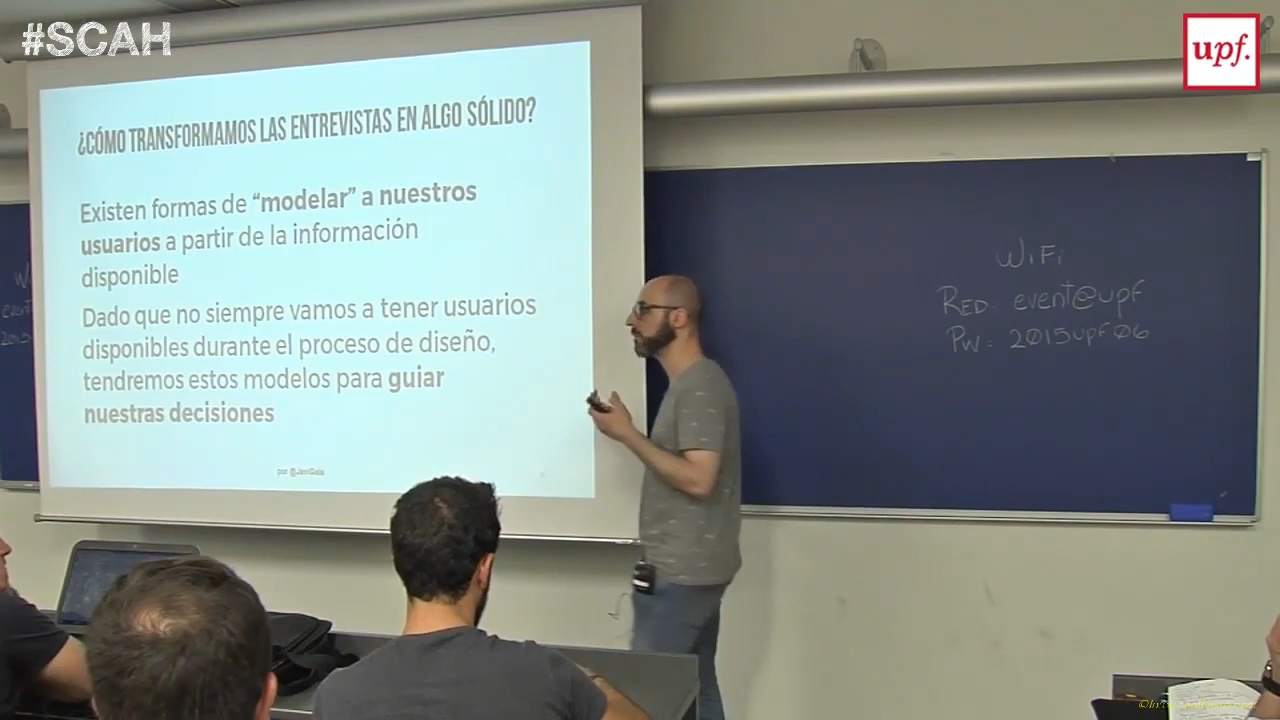 #SCAH
upf.
¿CÓMO TRANSFORMAMOS LAS ENTREVISTAS EN ALGO SÓLIDO?
Existen formas de “modelar” a nuestros
usuarios a partir de la información
disponible
Dado que no siempre vamos a tener usuarios
disponibles durante el proceso de diseño,
tendremos estos modelos para guiar
nuestras decisiones
por @JaviGala
WiFi
RED: event@upf
PW: 2015upf06